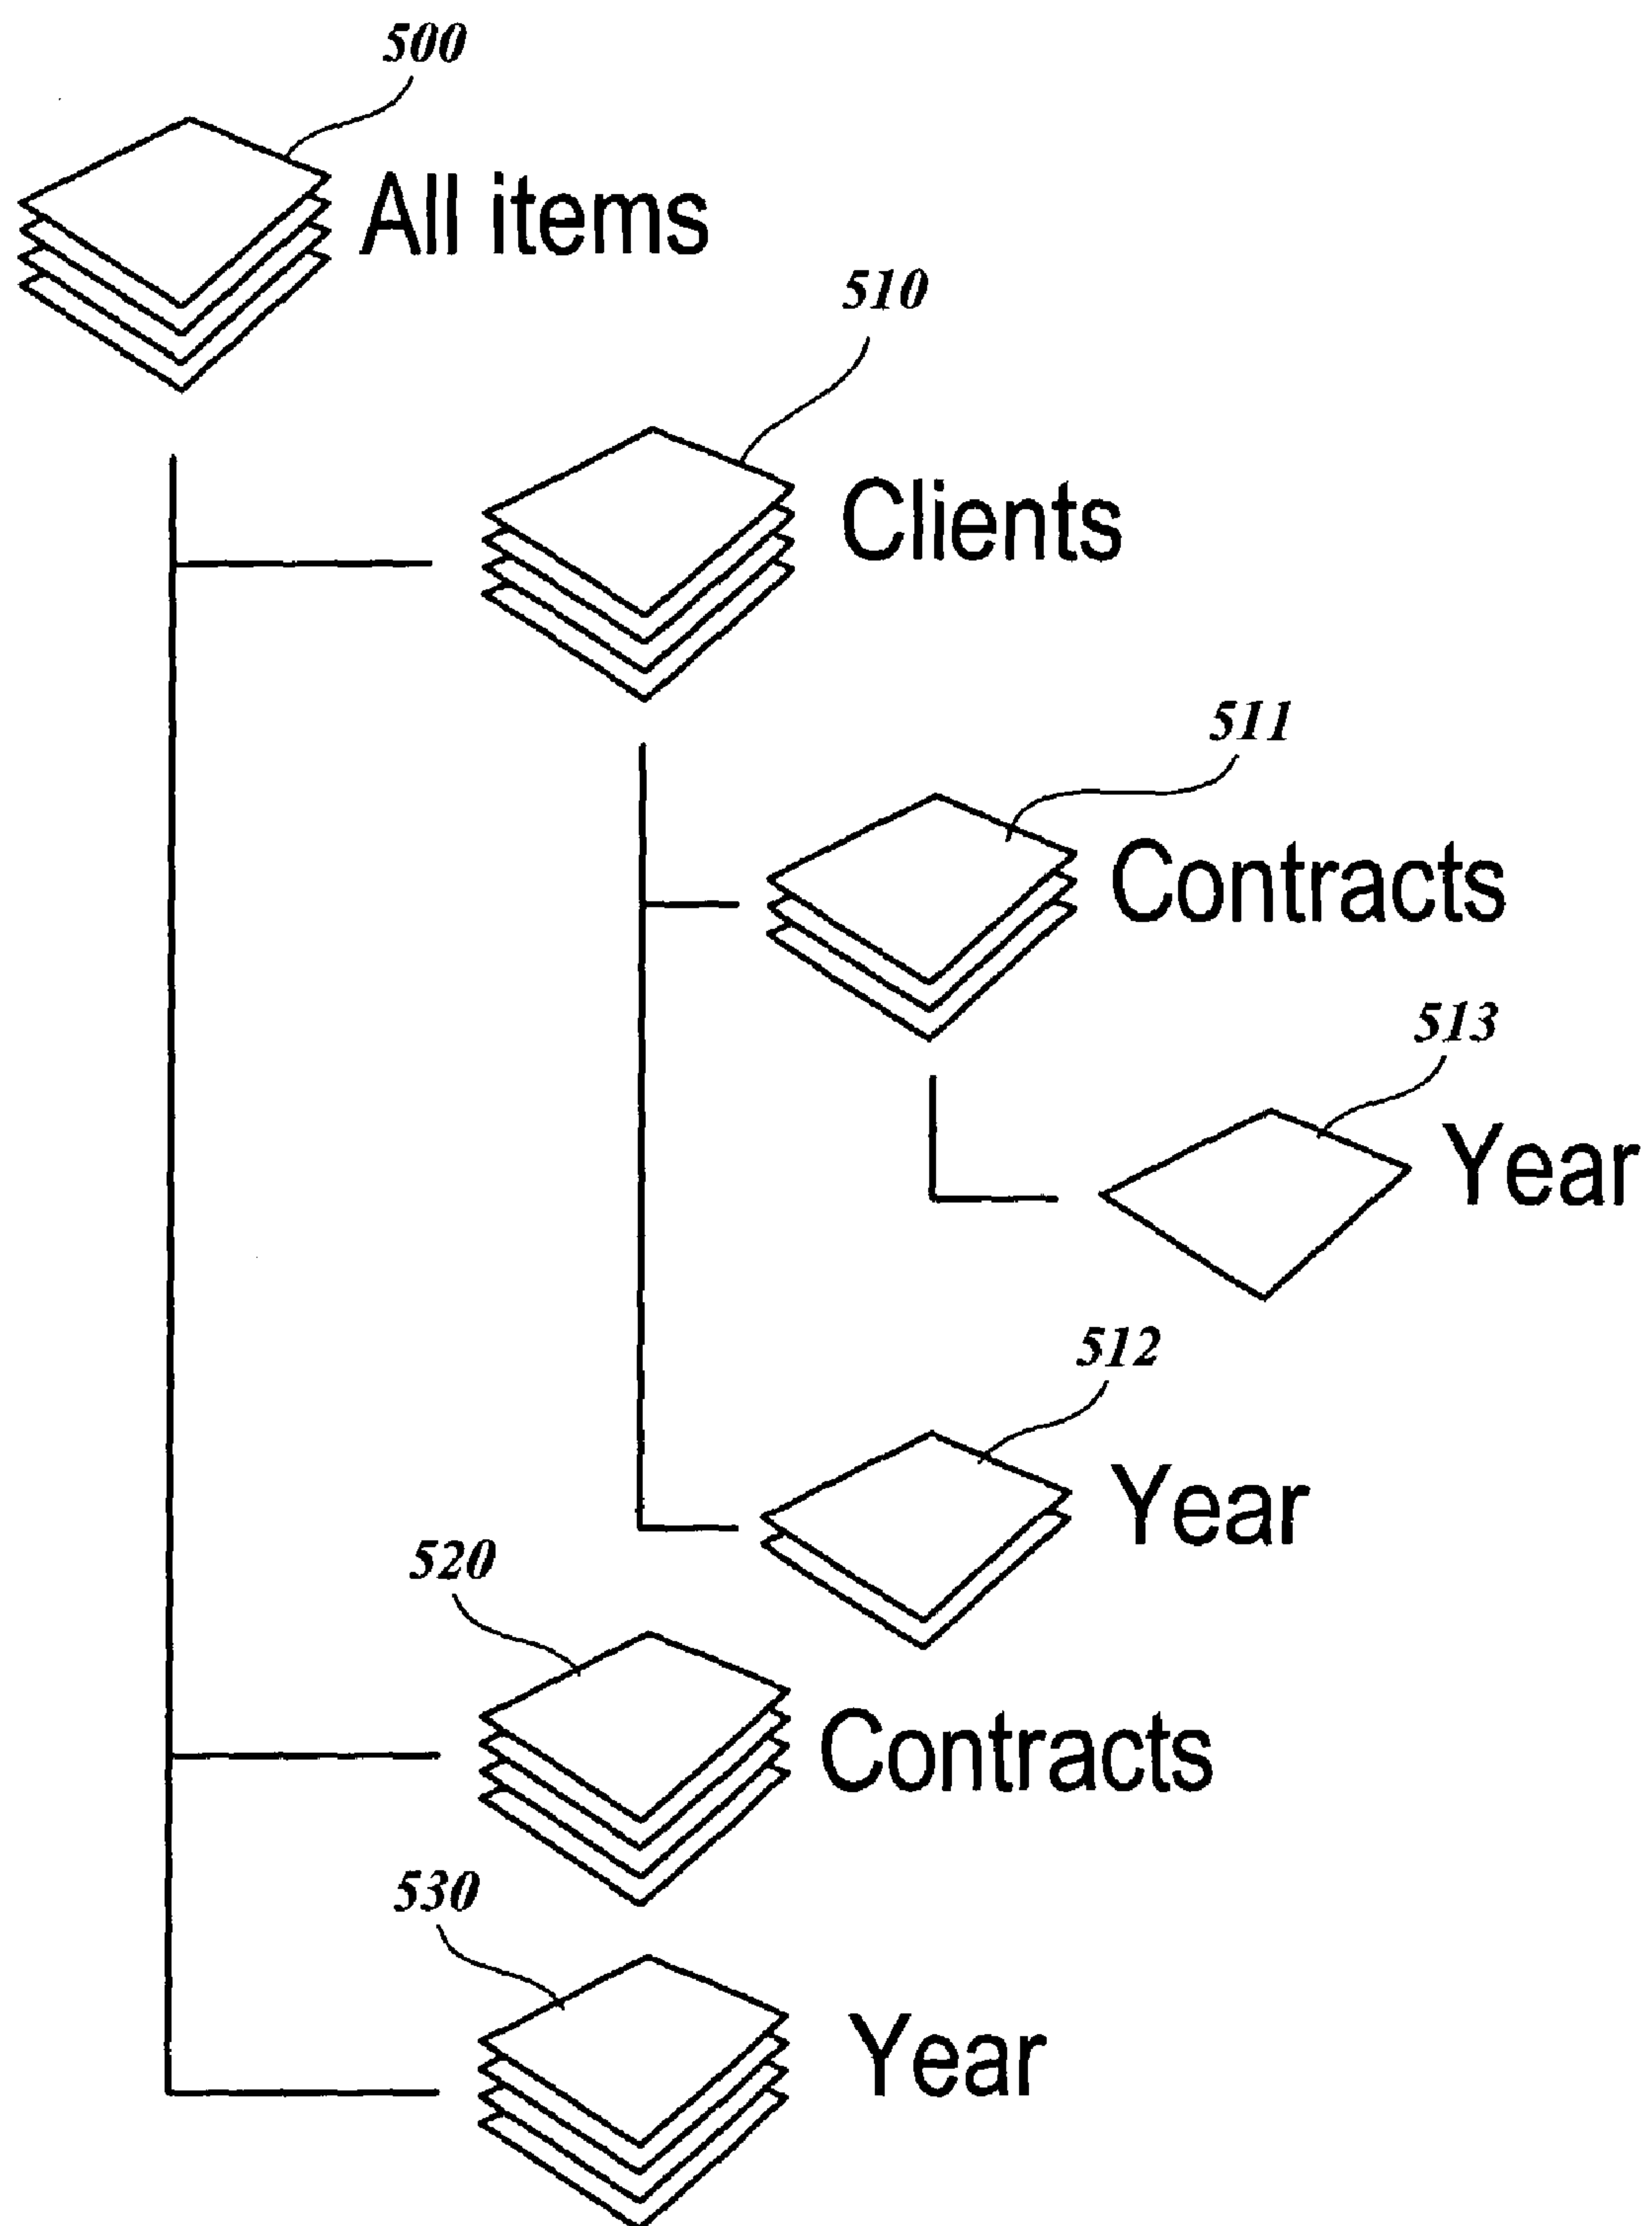 500
All items
510
Clients
511
Contracts
513
Year
512
Year
520
Contracts
530
Year